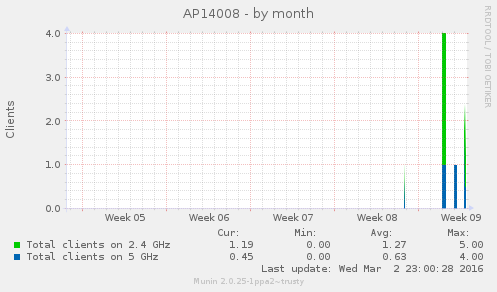 AP14008 - by month
RRDTOOL / TOBI OETIKER
Clients
4.0
3.0
2.0
1.0
0.0
Week 05 Week 06 Week 07 Week 08 Week 09
Cur: Min: Avg: Max:
Total clients on 2.4 GHz 1.19 0.00 1.27 5.00
Total clients on 5 GHz 0.45 0.00 0.63 4.00
Last update: Wed Mar 2 23:00:28 2016
Munin 2.0.25-1ppa2~trusty